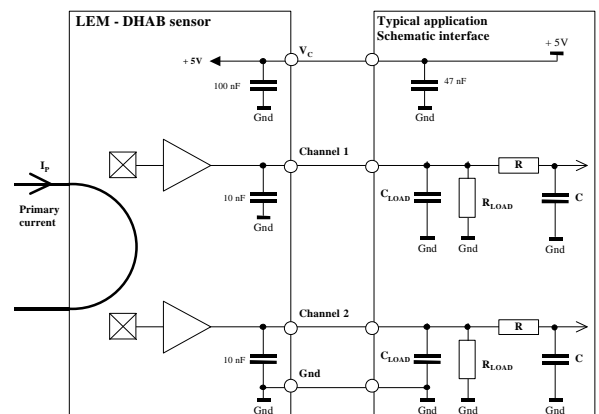 LEM - DHAB sensor
Typical application
Schematic interface
+ 5V
V_C
+ 5V
100 nF
47 nF
Gnd
Gnd
I_P
Primary
current
Channel 1
R
10 nF
C_LOAD
R_LOAD
C
Gnd
Gnd
Gnd
Gnd
Channel 2
R
10 nF
C_LOAD
R_LOAD
C
Gnd
Gnd
Gnd
Gnd
Gnd